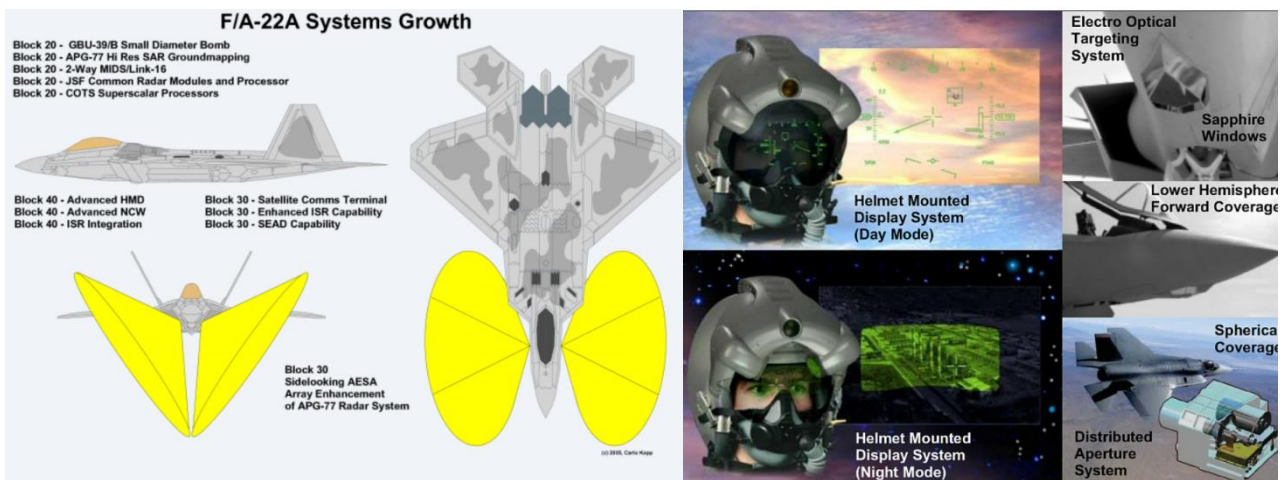 F/A-22A Systems Growth
Block 20 - GBU-39/B Small Diameter Bomb
Block 20 - APG-77 Hi Res SAR Groundmapping
Block 20 - 2-Way MIDS/Link-16
Block 20 - JSF Common Radar Modules and Processor
Block 20 - COTS Superscalar Processors
Block 40 - Advanced HMD
Block 40 - Advanced NCW
Block 40 - ISR Integration
Block 30 - Satellite Comms Terminal
Block 30 - Enhanced ISR Capability
Block 30 - SEAD Capability
Block 30
Sidelooking AESA
Array Enhancement
of APG-77 Radar System
(c) 2005, Carlo Kopp
Helmet Mounted
Display System
(Day Mode)
Helmet Mounted
Display System
(Night Mode)
Electro Optical
Targeting
System
Sapphire
Windows
Lower Hemisphere
Forward Coverage
Spherical
Coverage
Distributed
Aperture
System